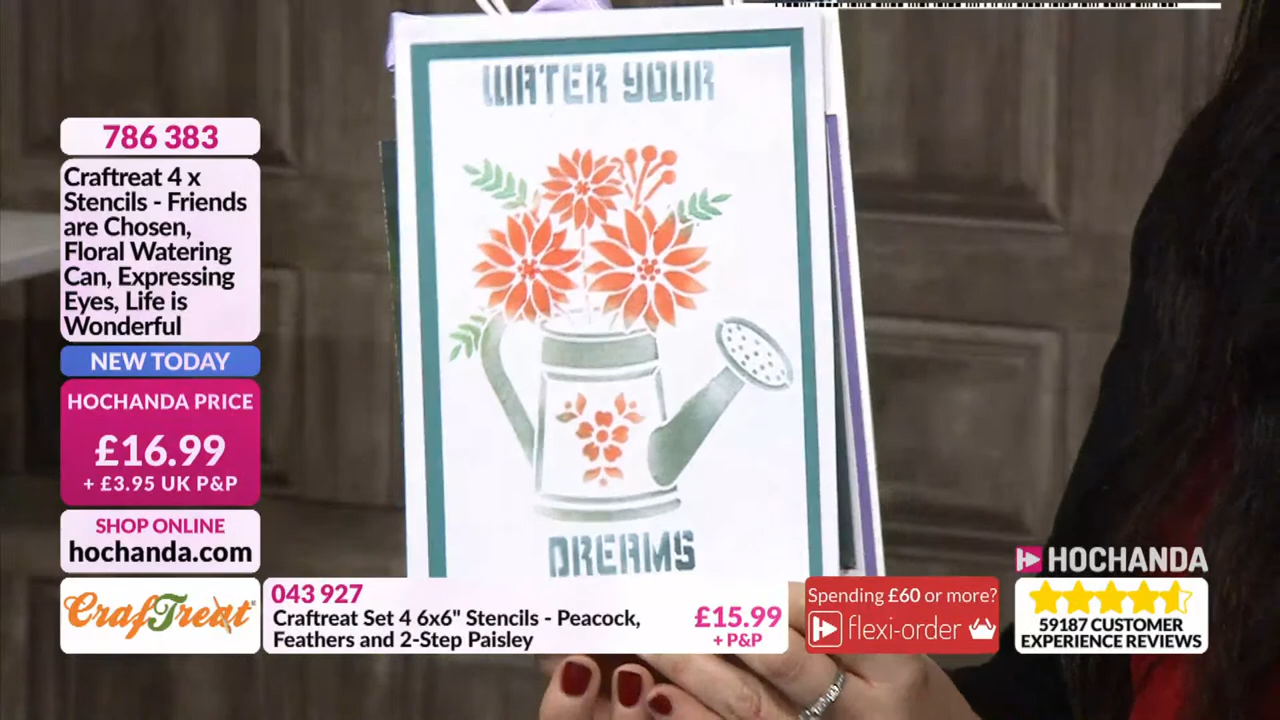 WATER YOUR
DREAMS
786 383
Craftreat 4 x
Stencils - Friends
are Chosen,
Floral Watering
Can, Expressing
Eyes, Life is
Wonderful
NEW TODAY
HOCHANDA PRICE
£16.99
+ £3.95 UK P&P
SHOP ONLINE
hochanda.com
CrafTreat
043 927
Craftreat Set 4 6x6" Stencils - Peacock,
Feathers and 2-Step Paisley
£15.99
+ P&P
Spending £60 or more?
flexi-order
HOCHANDA
59187 CUSTOMER
EXPERIENCE REVIEWS